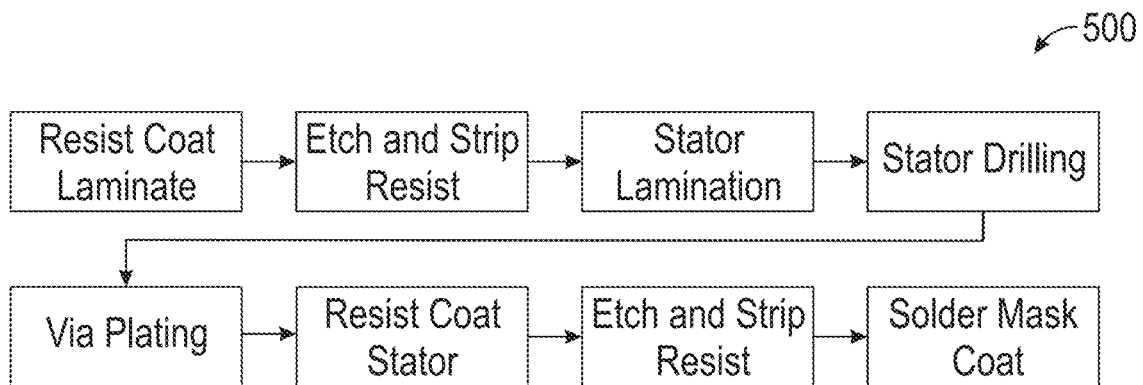 500
Resist Coat
Laminate
Etch and Strip
Resist
Stator
Lamination
Stator Drilling
Via Plating
Resist Coat
Stator
Etch and Strip
Resist
Solder Mask
Coat